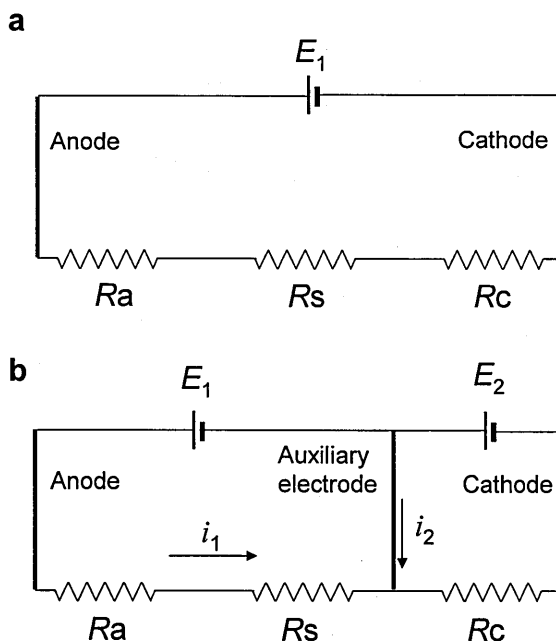 a
E1
Anode
Cathode
Ra
Rs
Rc
b
E1
E2
Auxiliary
electrode
Anode
Cathode
i1
i2
Ra
Rs
Rc